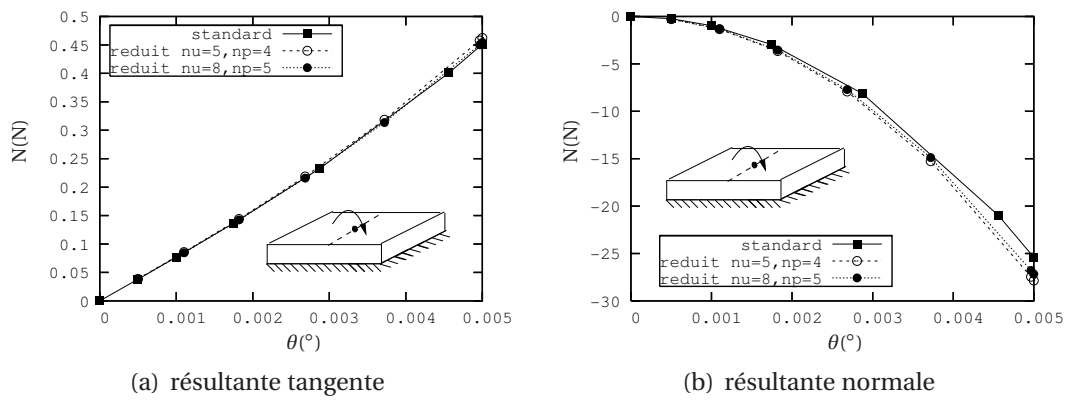 0.5
0.45
0.4
0.35
0.3
0.25
0.2
0.15
0.1
0.05
0
N(N)
standard
reduit nu=5,np=4
reduit nu=8,np=5
0 0.001 0.002 0.003 0.004 0.005
θ(°)
(a) résultante tangente
0
−5
−10
−15
−20
−25
−30
N(N)
standard
reduit nu=5,np=4
reduit nu=8,np=5
0 0.001 0.002 0.003 0.004 0.005
θ(°)
(b) résultante normale